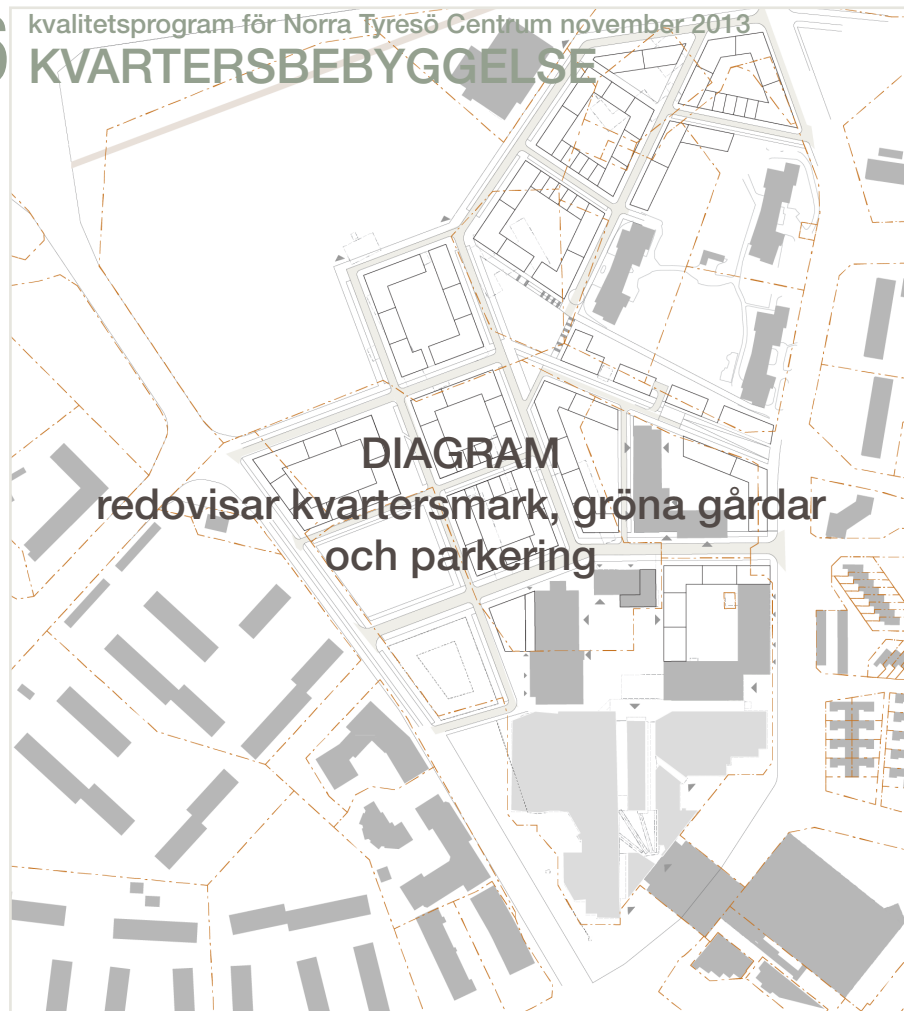 kvalitetsprogram för Norra Tyresö Centrum november 2013
KVARTERSBEBYGGELSE
DIAGRAM
redovisar kvartersmark, gröna gårdar
och parkering